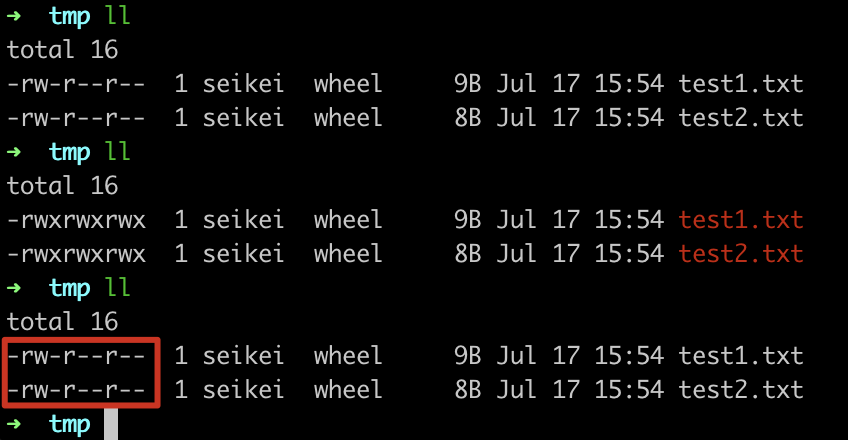 ➜ tmp ll
total 16
-rw-r--r-- 1 seikei wheel 9B Jul 17 15:54 test1.txt
-rw-r--r-- 1 seikei wheel 8B Jul 17 15:54 test2.txt
➜ tmp ll
total 16
-rwxrwxrwx 1 seikei wheel 9B Jul 17 15:54 test1.txt
-rwxrwxrwx 1 seikei wheel 8B Jul 17 15:54 test2.txt
➜ tmp ll
total 16
-rw-r--r-- 1 seikei wheel 9B Jul 17 15:54 test1.txt
-rw-r--r-- 1 seikei wheel 8B Jul 17 15:54 test2.txt
➜ tmp